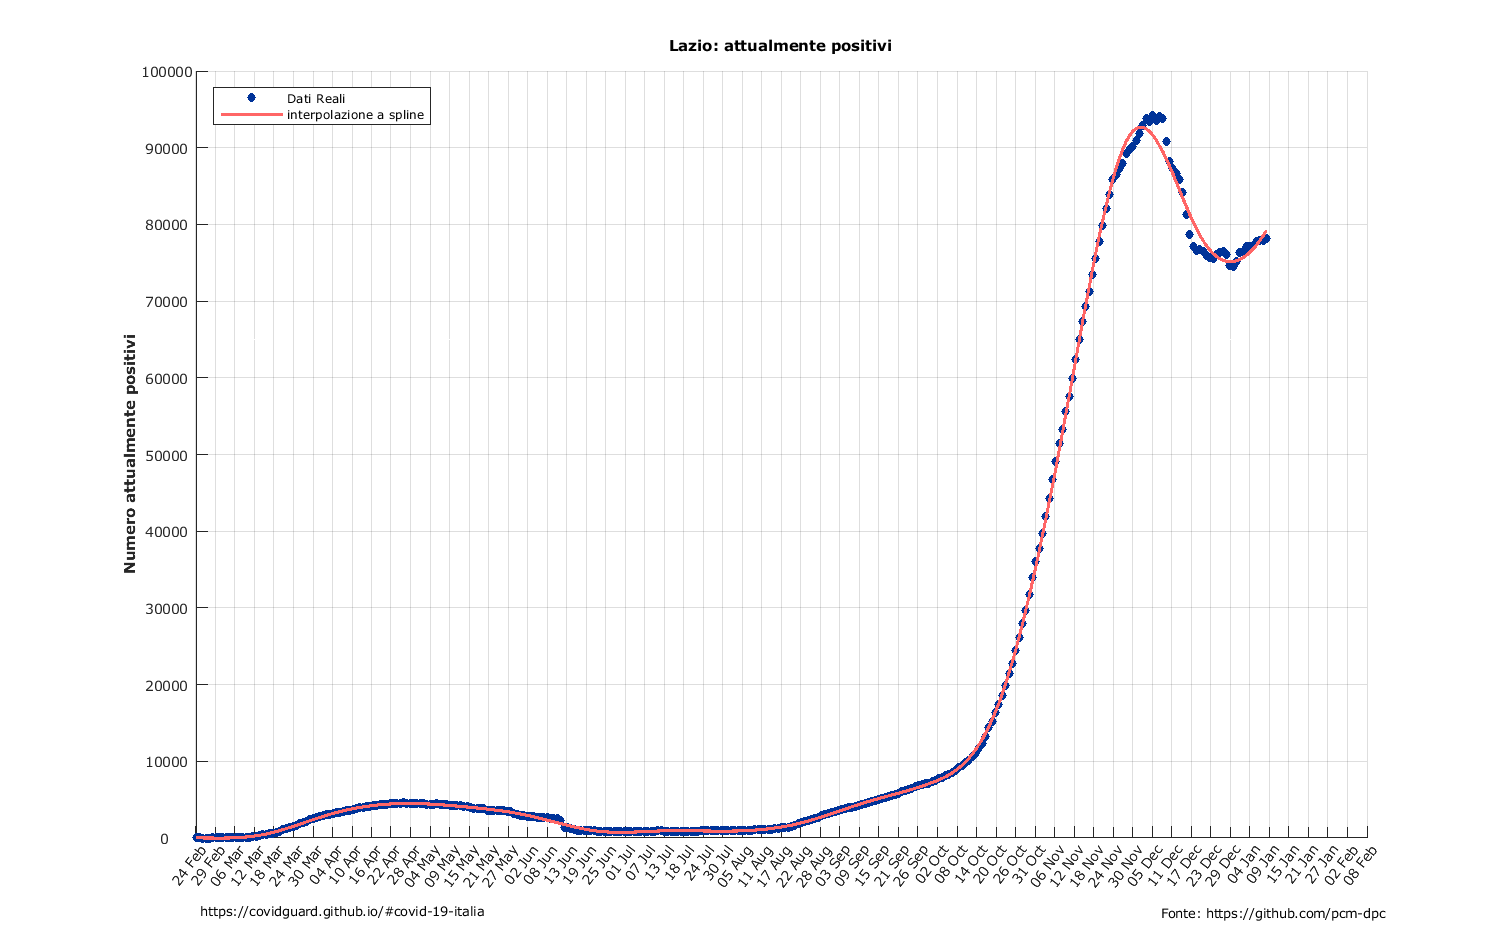 Lazio: attualmente positivi
Dati Reali
interpolazione a spline
Numero attualmente positivi
100000
90000
80000
70000
60000
50000
40000
30000
20000
10000
0
24 Feb
29 Feb
06 Mar
12 Mar
18 Mar
24 Mar
30 Mar
04 Apr
10 Apr
16 Apr
22 Apr
28 Apr
04 May
09 May
15 May
21 May
27 May
02 Jun
08 Jun
13 Jun
19 Jun
25 Jun
01 Jul
07 Jul
13 Jul
18 Jul
24 Jul
30 Jul
05 Aug
11 Aug
17 Aug
22 Aug
28 Aug
03 Sep
09 Sep
15 Sep
21 Sep
26 Sep
02 Oct
08 Oct
14 Oct
20 Oct
26 Oct
31 Oct
06 Nov
12 Nov
18 Nov
24 Nov
30 Nov
05 Dec
11 Dec
17 Dec
23 Dec
29 Dec
04 Jan
09 Jan
15 Jan
21 Jan
27 Jan
02 Feb
08 Feb
https://covidguard.github.io/#covid-19-italia
Fonte: https://github.com/pcm-dpc